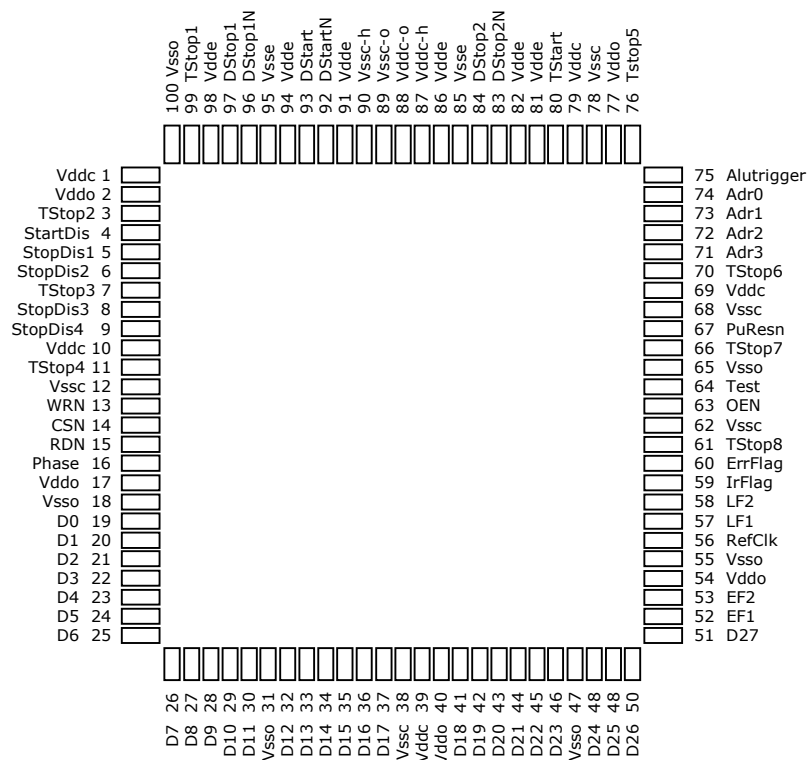 100 Vsso
99 TStop1
98 Vdde
97 DStop1
96 DStop1N
95 Vsse
94 Vdde
93 DStart
92 DStartN
91 Vdde
90 Vssc-h
89 Vssc-o
88 Vddc-o
87 Vddc-h
86 Vdde
85 Vsse
84 DStop2
83 DStop2N
82 Vdde
81 Vdde
80 TStart
79 Vddc
78 Vssc
77 Vddo
76 Tstop5
Vddc 1
Vddo 2
TStop2 3
StartDis 4
StopDis1 5
StopDis2 6
TStop3 7
StopDis3 8
StopDis4 9
Vddc 10
TStop4 11
Vssc 12
WRN 13
CSN 14
RDN 15
Phase 16
Vddo 17
Vsso 18
D0 19
D1 20
D2 21
D3 22
D4 23
D5 24
D6 25
75 Alutrigger
74 Adr0
73 Adr1
72 Adr2
71 Adr3
70 TStop6
69 Vddc
68 Vssc
67 PuResn
66 TStop7
65 Vsso
64 Test
63 OEN
62 Vssc
61 TStop8
60 ErrFlag
59 IrFlag
58 LF2
57 LF1
56 RefClk
55 Vsso
54 Vddo
53 EF2
52 EF1
51 D27
D7 26
D8 27
D9 28
D10 29
D11 30
Vsso 31
D12 32
D13 33
D14 34
D15 35
D16 36
D17 37
Vssc 38
Vddc 39
Vddo 40
D18 41
D19 42
D20 43
D21 44
D22 45
D23 46
Vsso 47
D24 48
D25 48
D26 50